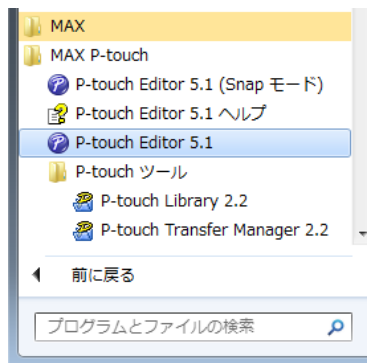 MAX
MAX P-touch
P-touch Editor 5.1 (Snap モード)
P-touch Editor 5.1 ヘルプ
P-touch Editor 5.1
P-touch ツール
P-touch Library 2.2
P-touch Transfer Manager 2.2
前に戻る
プログラムとファイルの検索